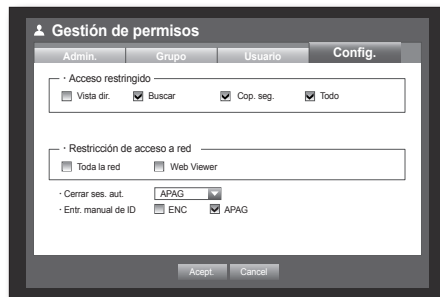 Gestión de permisos
Admin. Grupo Usuario Config.
· Acceso restringido
Vista dir. Buscar Cop. seg. Todo
· Restricción de acceso a red
Toda la red Web Viewer
· Cerrar ses. aut. APAG
· Entr. manual de ID ENC APAG
Acept. Cancel